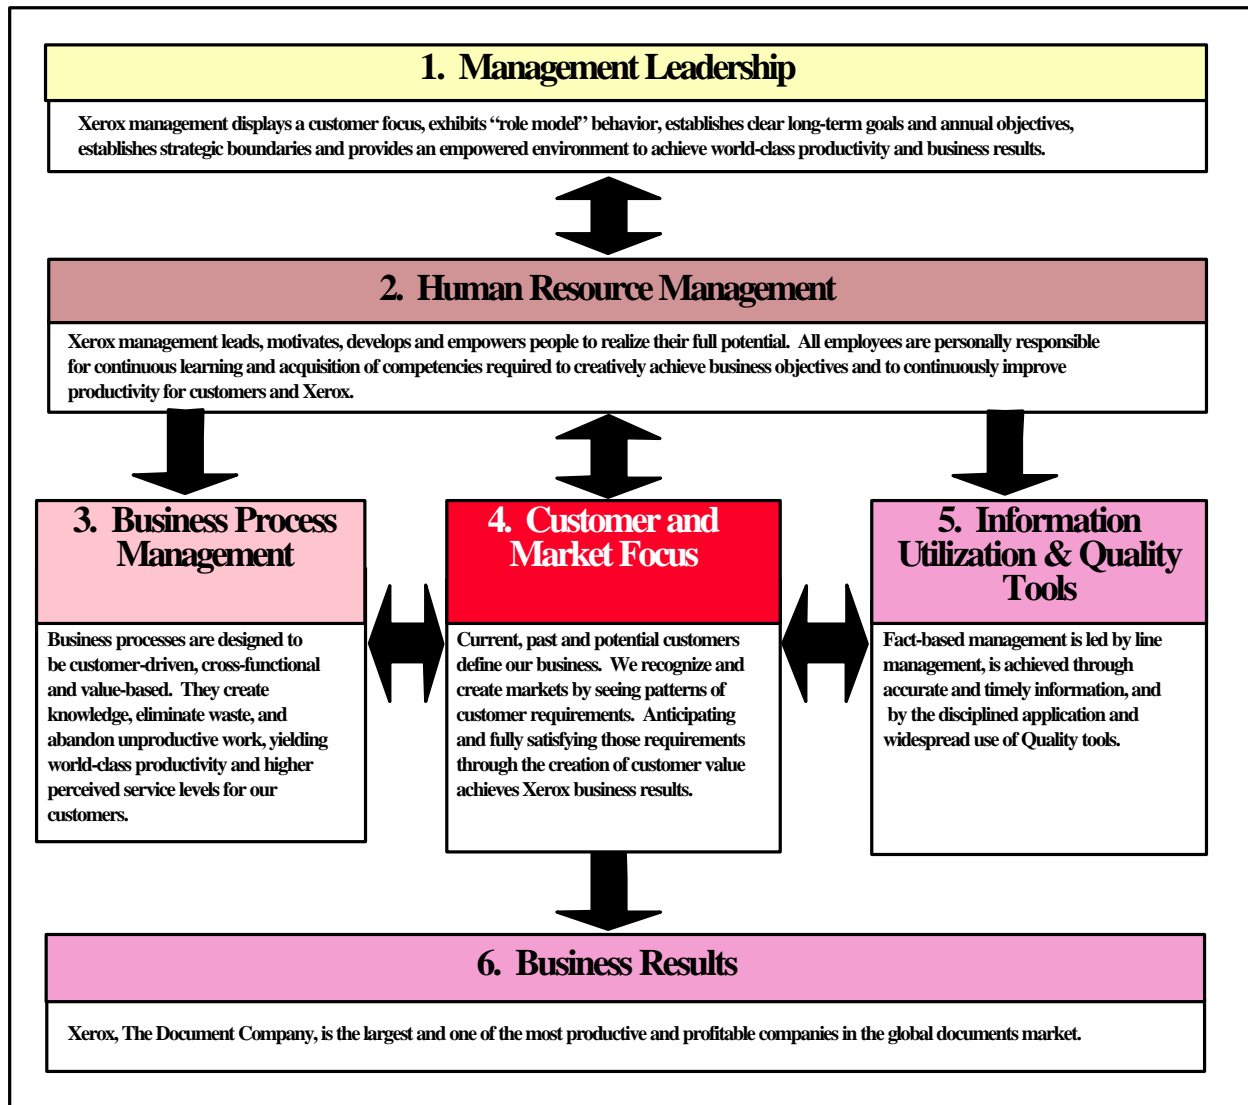 1. Management Leadership
Xerox management displays a customer focus, exhibits “role model” behavior, establishes clear long-term goals and annual objectives,
establishes strategic boundaries and provides an empowered environment to achieve world-class productivity and business results.
2. Human Resource Management
Xerox management leads, motivates, develops and empowers people to realize their full potential. All employees are personally responsible
for continuous learning and acquisition of competencies required to creatively achieve business objectives and to continuously improve
productivity for customers and Xerox.
3. Business Process
Management
Business processes are designed to
be customer-driven, cross-functional
and value-based. They create
knowledge, eliminate waste, and
abandon unproductive work, yielding
world-class productivity and higher
perceived service levels for our
customers.
4. Customer and
Market Focus
Current, past and potential customers
define our business. We recognize and
create markets by seeing patterns of
customer requirements. Anticipating
and fully satisfying those requirements
through the creation of customer value
achieves Xerox business results.
5. Information
Utilization & Quality
Tools
Fact-based management is led by line
management, is achieved through
accurate and timely information, and
by the disciplined application and
widespread use of Quality tools.
6. Business Results
Xerox, The Document Company, is the largest and one of the most productive and profitable companies in the global documents market.